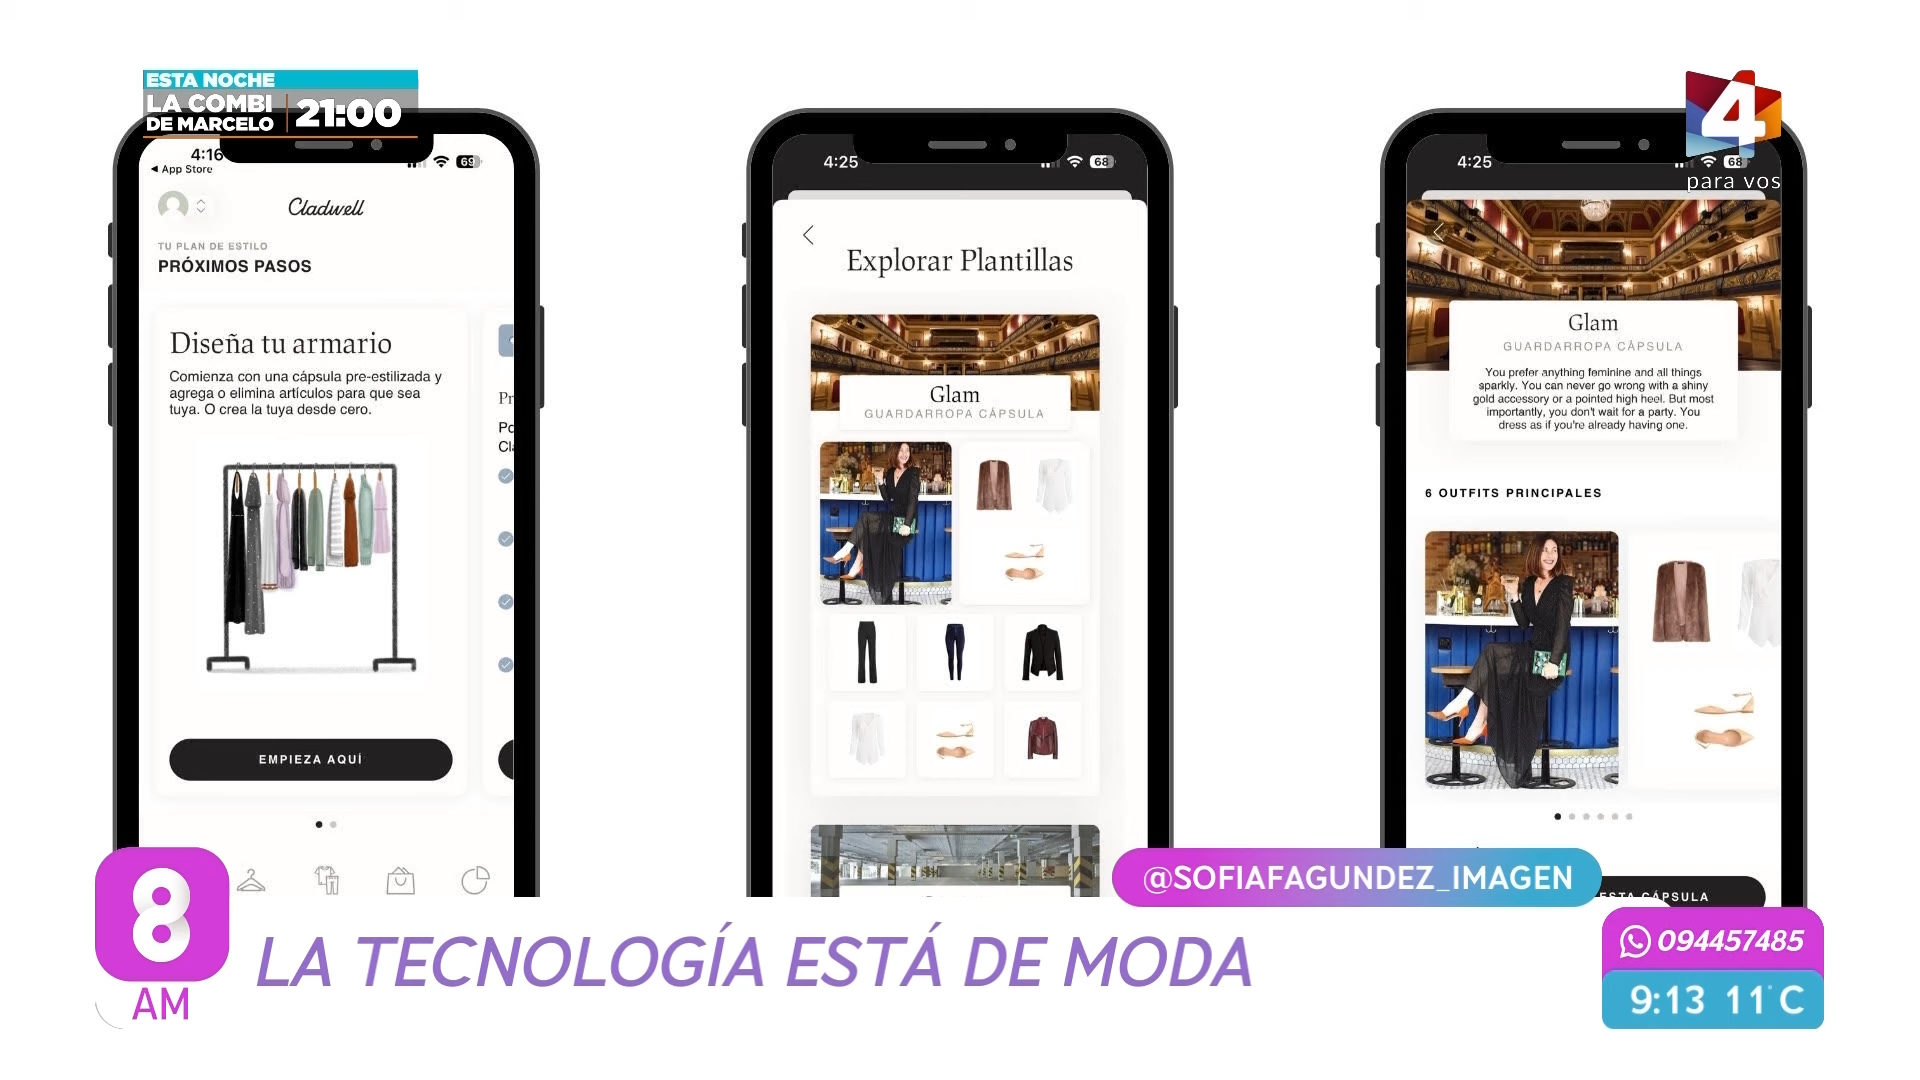 ESTA NOCHE
LA COMBI
DE MARCELO
21:00
4
para vos
4:16
App Store
69
Cladwell
TU PLAN DE ESTILO
PRÓXIMOS PASOS
Diseña tu armario
Comienza con una cápsula pre-estilizada y
agrega o elimina artículos para que sea
tuya. O crea la tuya desde cero.
EMPIEZA AQUÍ
4:25
68
Explorar Plantillas
Glam
GUARDARROPA CÁPSULA
4:25
68
Glam
GUARDARROPA CÁPSULA
You prefer anything feminine and all things
sparkly. You can never go wrong with a shiny
gold accessory or a pointed high heel. But most
importantly, you don't wait for a party. You
dress as if you're already having one.
6 OUTFITS PRINCIPALES
ESTA CÁPSULA
@SOFIAFAGUNDEZ_IMAGEN
8
AM
LA TECNOLOGÍA ESTÁ DE MODA
094457485
9:13 11°C